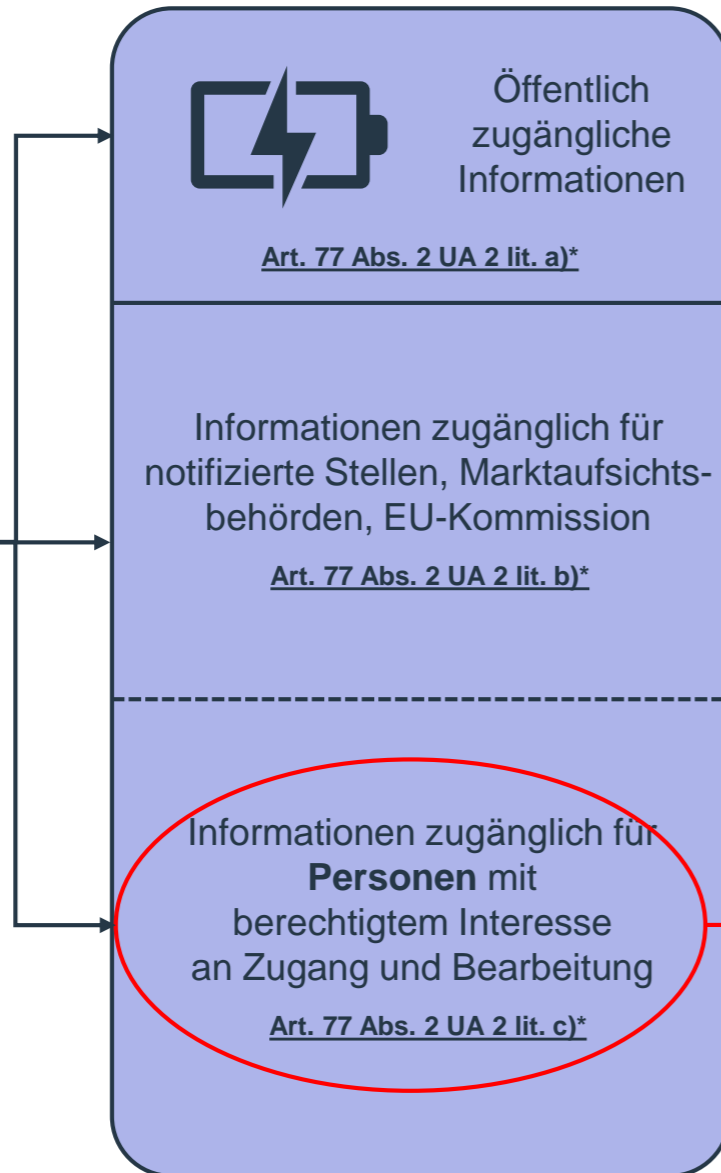 Öffentlich
zugängliche
Informationen
Art. 77 Abs. 2 UA 2 lit. a)*
Informationen zugänglich für
notifizierte Stellen, Marktaufsichts-
behörden, EU-Kommission
Art. 77 Abs. 2 UA 2 lit. b)*
Informationen zugänglich für
Personen mit
berechtigtem Interesse
an Zugang und Bearbeitung
Art. 77 Abs. 2 UA 2 lit. c)*